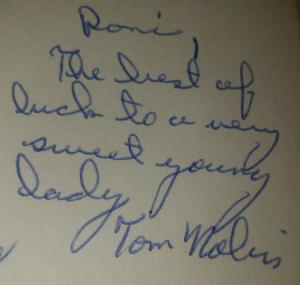 Roni,
The best of
luck to a very
sweet young
lady
Tom